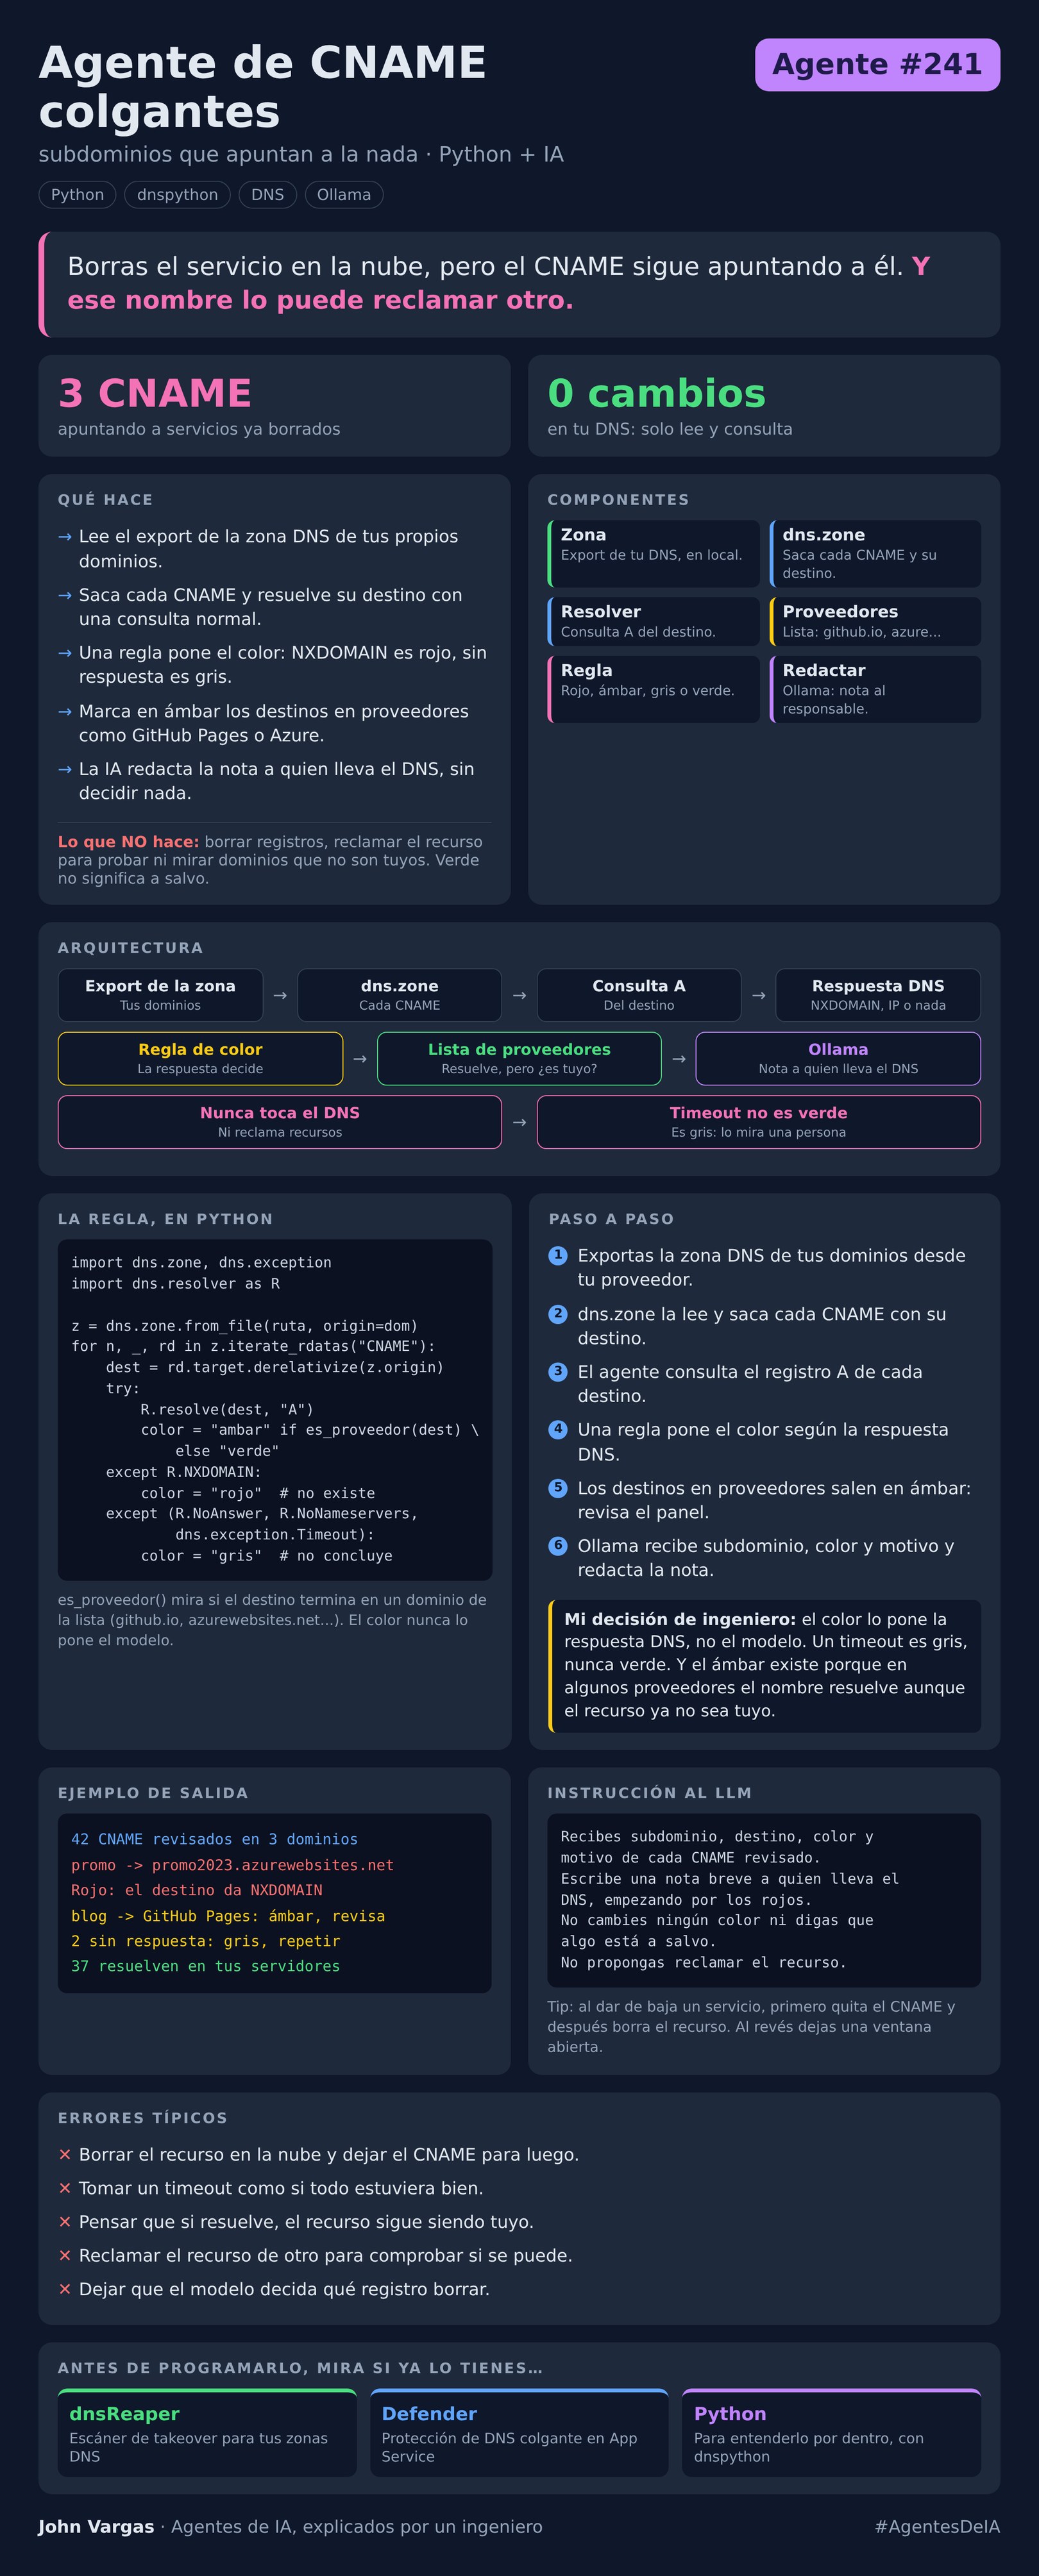 Agente de CNAME
colgantes
Agente #241
subdominios que apuntan a la nada · Python + IA
Python
dnspython
DNS
Ollama
Borras el servicio en la nube, pero el CNAME sigue apuntando a él. Y
ese nombre lo puede reclamar otro.
3 CNAME
apuntando a servicios ya borrados
0 cambios
en tu DNS: solo lee y consulta
QUÉ HACE
→ Lee el export de la zona DNS de tus propios
dominios.
→ Saca cada CNAME y resuelve su destino con
una consulta normal.
→ Una regla pone el color: NXDOMAIN es rojo, sin
respuesta es gris.
→ Marca en ámbar los destinos en proveedores
como GitHub Pages o Azure.
→ La IA redacta la nota a quien lleva el DNS, sin
decidir nada.
Lo que NO hace: borrar registros, reclamar el recurso
para probar ni mirar dominios que no son tuyos. Verde
no significa a salvo.
COMPONENTES
Zona
Export de tu DNS, en local.
dns.zone
Saca cada CNAME y su
destino.
Resolver
Consulta A del destino.
Proveedores
Lista: github.io, azure...
Regla
Rojo, ámbar, gris o verde.
Redactar
Ollama: nota al
responsable.
ARQUITECTURA
Export de la zona
Tus dominios
→
dns.zone
Cada CNAME
→
Consulta A
Del destino
→
Respuesta DNS
NXDOMAIN, IP o nada
Regla de color
La respuesta decide
→
Lista de proveedores
Resuelve, pero ¿es tuyo?
→
Ollama
Nota a quien lleva el DNS
Nunca toca el DNS
Ni reclama recursos
→
Timeout no es verde
Es gris: lo mira una persona
LA REGLA, EN PYTHON
import dns.zone, dns.exception
import dns.resolver as R
z = dns.zone.from_file(ruta, origin=dom)
for n, _, rd in z.iterate_rdatas("CNAME"):
    dest = rd.target.derelativize(z.origin)
    try:
        R.resolve(dest, "A")
        color = "ambar" if es_proveedor(dest) \
            else "verde"
    except R.NXDOMAIN:
        color = "rojo"  # no existe
    except (R.NoAnswer, R.NoNameservers,
            dns.exception.Timeout):
        color = "gris"  # no concluye
es_proveedor() mira si el destino termina en un dominio de
la lista (github.io, azurewebsites.net...). El color nunca lo
pone el modelo.
PASO A PASO
1 Exportas la zona DNS de tus dominios desde
tu proveedor.
2 dns.zone la lee y saca cada CNAME con su
destino.
3 El agente consulta el registro A de cada
destino.
4 Una regla pone el color según la respuesta
DNS.
5 Los destinos en proveedores salen en ámbar:
revisa el panel.
6 Ollama recibe subdominio, color y motivo y
redacta la nota.
Mi decisión de ingeniero: el color lo pone la
respuesta DNS, no el modelo. Un timeout es gris,
nunca verde. Y el ámbar existe porque en
algunos proveedores el nombre resuelve aunque
el recurso ya no sea tuyo.
EJEMPLO DE SALIDA
42 CNAME revisados en 3 dominios
promo -> promo2023.azurewebsites.net
Rojo: el destino da NXDOMAIN
blog -> GitHub Pages: ámbar, revisa
2 sin respuesta: gris, repetir
37 resuelven en tus servidores
INSTRUCCIÓN AL LLM
Recibes subdominio, destino, color y
motivo de cada CNAME revisado.
Escribe una nota breve a quien lleva el
DNS, empezando por los rojos.
No cambies ningún color ni digas que
algo está a salvo.
No propongas reclamar el recurso.
Tip: al dar de baja un servicio, primero quita el CNAME y
después borra el recurso. Al revés dejas una ventana
abierta.
ERRORES TÍPICOS
✕ Borrar el recurso en la nube y dejar el CNAME para luego.
✕ Tomar un timeout como si todo estuviera bien.
✕ Pensar que si resuelve, el recurso sigue siendo tuyo.
✕ Reclamar el recurso de otro para comprobar si se puede.
✕ Dejar que el modelo decida qué registro borrar.
ANTES DE PROGRAMARLO, MIRA SI YA LO TIENES…
dnsReaper
Escáner de takeover para tus zonas
DNS
Defender
Protección de DNS colgante en App
Service
Python
Para entenderlo por dentro, con
dnspython
John Vargas · Agentes de IA, explicados por un ingeniero
#AgentesDeIA